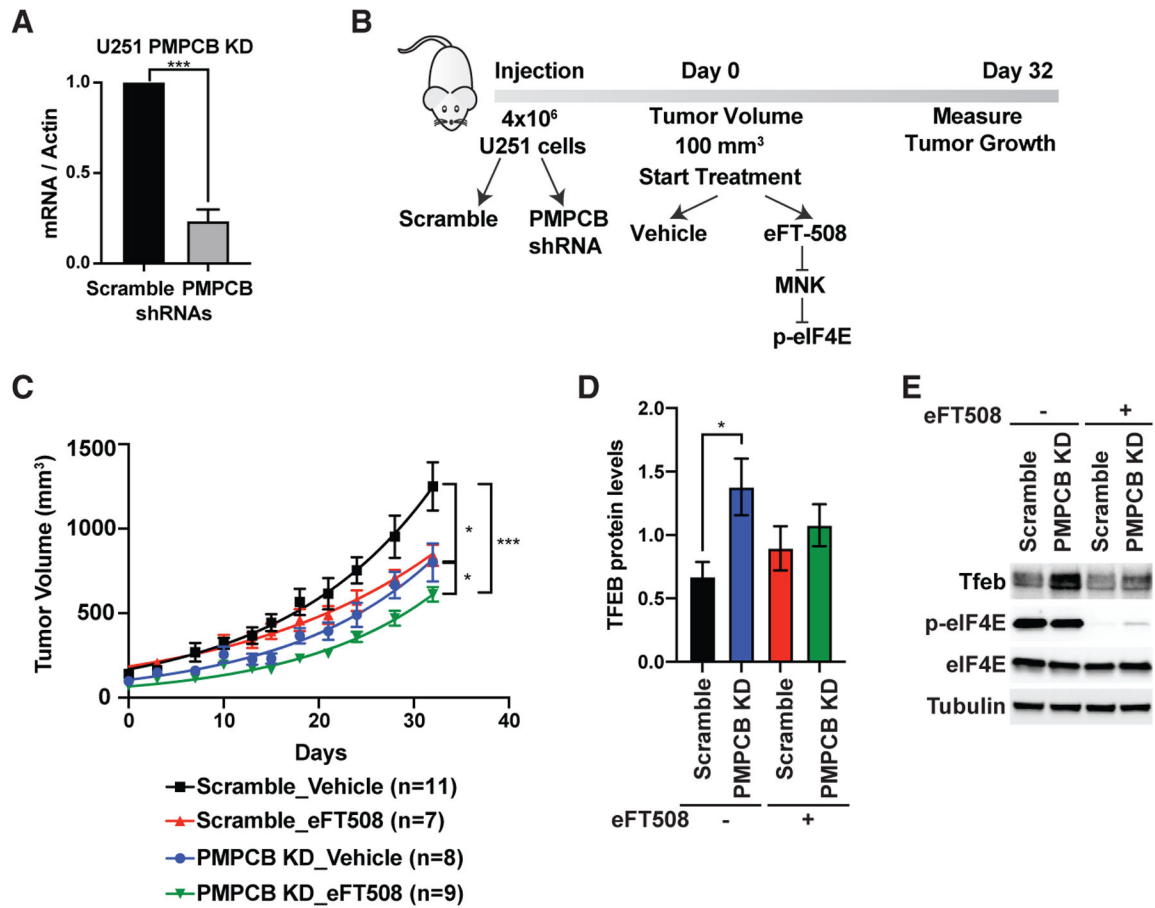 A
U251 PMPCB KD
***
1.0
0.5
0.0
mRNA / Actin
Scramble PMPCB
shRNAs
B
Injection
Day 0
Day 32
4x10⁶
U251 cells
Tumor Volume
100 mm³
Start Treatment
Measure
Tumor Growth
Scramble
PMPCB
shRNA
Vehicle
eFT-508
MNK
p-eIF4E
C
Tumor Volume (mm³)
1500
1000
500
0
0
10
20
30
40
Days
*
*
***
Scramble_Vehicle (n=11)
Scramble_eFT508 (n=7)
PMPCB KD_Vehicle (n=8)
PMPCB KD_eFT508 (n=9)
D
TFEB protein levels
2.0
1.5
1.0
0.5
0.0
*
Scramble
PMPCB KD
Scramble
PMPCB KD
eFT508
-
+
E
eFT508
-
+
Scramble
PMPCB KD
Scramble
PMPCB KD
Tfeb
p-eIF4E
eIF4E
Tubulin